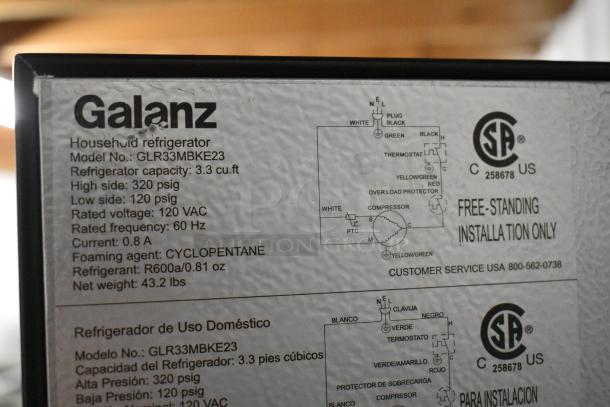 Galanz
Household refrigerator
Model No.: GLR33MBKE23
Refrigerator capacity: 3.3 cu.ft
High side: 320 psig
Low side: 120 psig
Rated voltage: 120 VAC
Rated frequency: 60 Hz
Current: 0.8 A
Foaming agent: CYCLOPENTANE
Refrigerant: R600a/0.81 oz
Net weight: 43.2 lbs
N E L
PLUG
WHITE BLACK
GREEN BLACK H
THERMOSTAT
C
YELLOW/GREEN
RED
OVER LOAD PROTECTOR
COMPRESSOR
WHITE S
PTC C
M
YELLOW/GREEN
SA ®
C 258678 US
FREE-STANDING
INSTALLATION ONLY
CUSTOMER SERVICE USA 800-562-0738
Refrigerador de Uso Doméstico
Modelo No.: GLR33MBKE23
Capacidad del Refrigerador: 3.3 pies cúbicos
Alta Presión: 320 psig
Baja Presión: 120 psig
120 VAC
N E L
CLAVIJA
BLANCO NEGRO
VERDE H
TERMOSTATO
C
VERDE/AMARILLO
ROJO
PROTECTOR DE SOBRECARGA
COMPRESOR
BLANCO
SA ®
C 258678 US
PARA INSTALACION